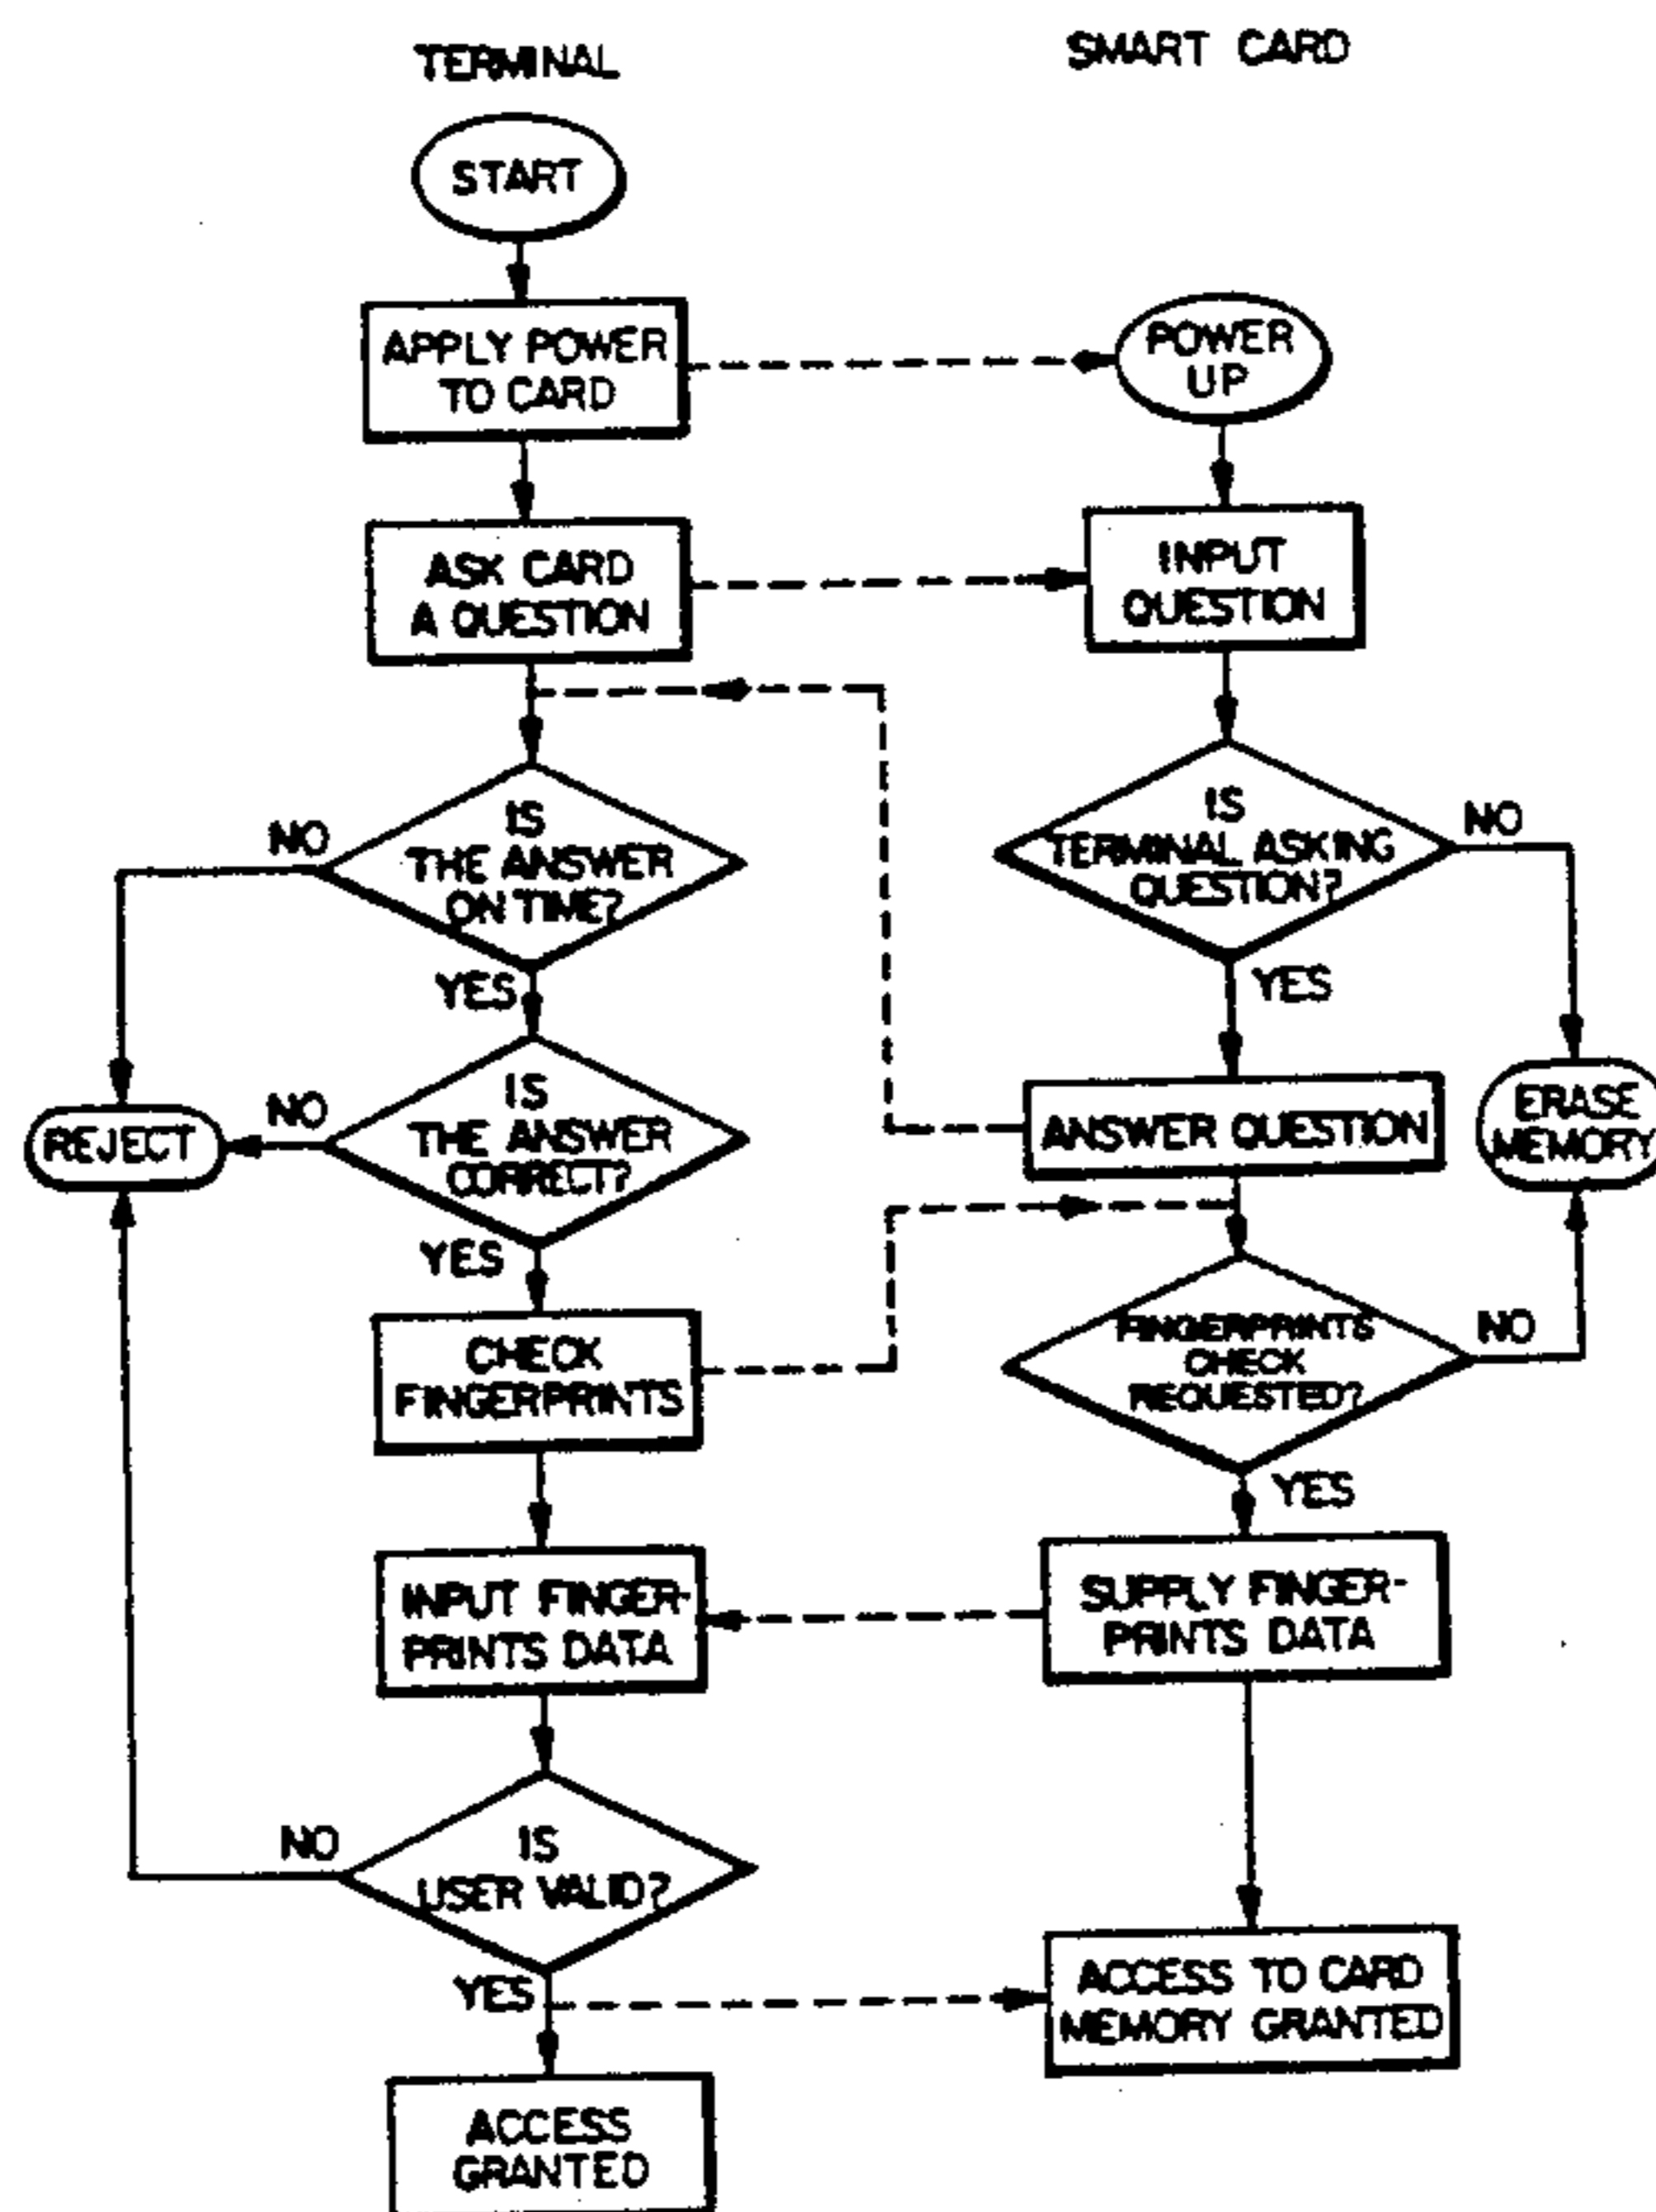 TERMINAL
SMART CARD
START
APPLY POWER
TO CARD
POWER
UP
ASK CARD
A QUESTION
INPUT
QUESTION
IS
THE ANSWER
ON TIME?
NO
YES
IS
TERMINAL ASKING
QUESTION?
NO
YES
REJECT
NO
IS
THE ANSWER
CORRECT?
YES
ANSWER QUESTION
ERASE
MEMORY
CHECK
FINGERPRINTS
FINGERPRINTS
CHECK
REQUESTED?
NO
YES
INPUT FINGER-
PRINTS DATA
SUPPLY FINGER-
PRINTS DATA
NO
IS
USER VALID?
YES
ACCESS TO CARD
MEMORY GRANTED
ACCESS
GRANTED